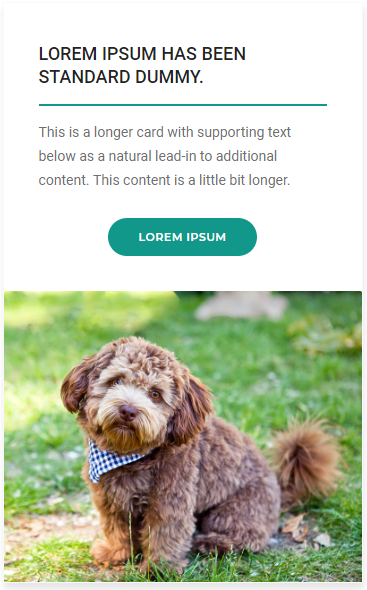 LOREM IPSUM HAS BEEN
STANDARD DUMMY.
This is a longer card with supporting text
below as a natural lead-in to additional
content. This content is a little bit longer.
LOREM IPSUM